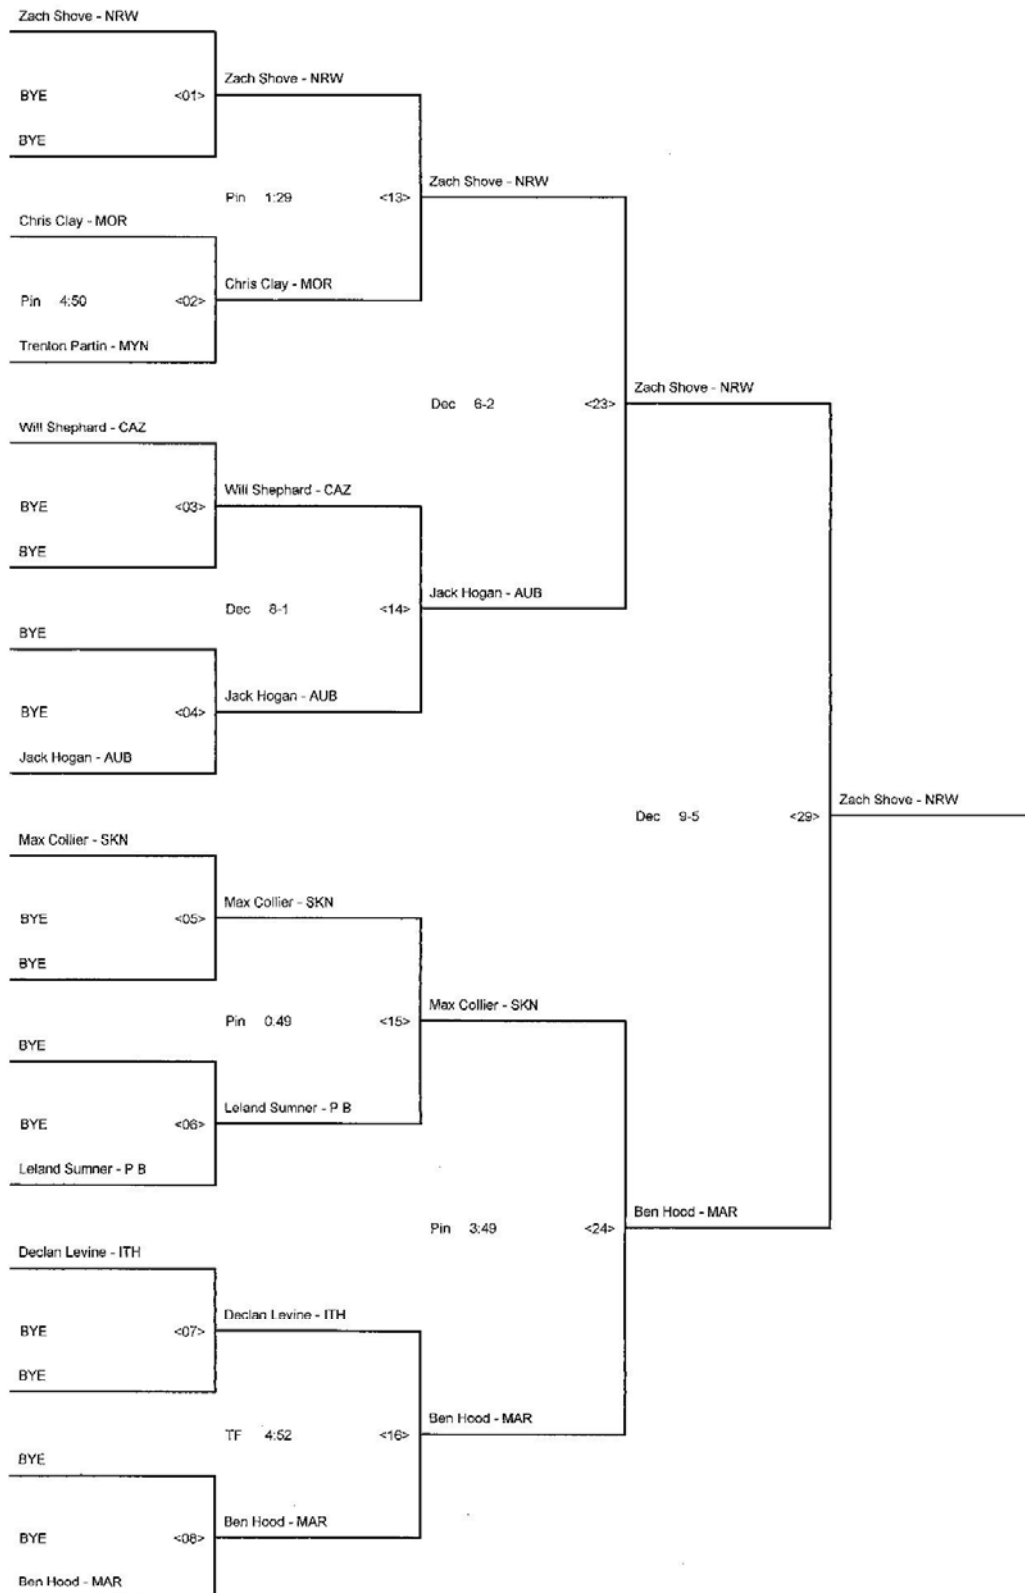 Zach Shove - NRW
Zach Shove - NRW
BYE <01>
BYE
Zach Shove - NRW
Pin 1:29 <13>
Chris Clay - MOR
Chris Clay - MOR
Pin 4:50 <02>
Trenton Partin - MYN
Zach Shove - NRW
Dec 6-2 <23>
Will Shephard - CAZ
Will Shephard - CAZ
BYE <03>
BYE
Jack Hogan - AUB
Dec 8-1 <14>
BYE
Jack Hogan - AUB
BYE <04>
Jack Hogan - AUB
Zach Shove - NRW
Dec 9-5 <29>
Max Collier - SKN
Max Collier - SKN
BYE <05>
BYE
Max Collier - SKN
Pin 0:49 <15>
BYE
Leland Sumner - P B
BYE <06>
Leland Sumner - P B
Ben Hood - MAR
Pin 3:49 <24>
Declan Levine - ITH
Declan Levine - ITH
BYE <07>
BYE
Ben Hood - MAR
TF 4:52 <16>
BYE
Ben Hood - MAR
BYE <08>
Ben Hood - MAR